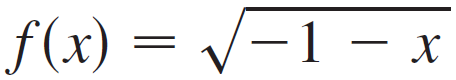 f(x) = √(-1 - x)